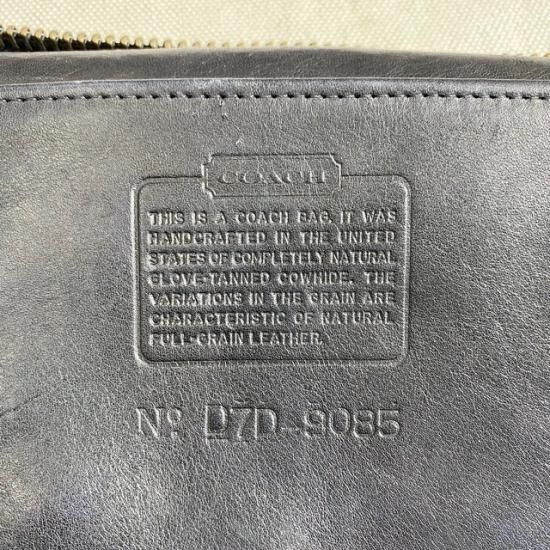 COACH
THIS IS A COACH BAG. IT WAS
HANDCRAFTED IN THE UNITED
STATES OF COMPLETELY NATURAL
GLOVE-TANNED COWHIDE. THE
VARIATIONS IN THE GRAIN ARE
CHARACTERISTIC OF NATURAL
FULL-GRAIN LEATHER.
Nº D7D-9085